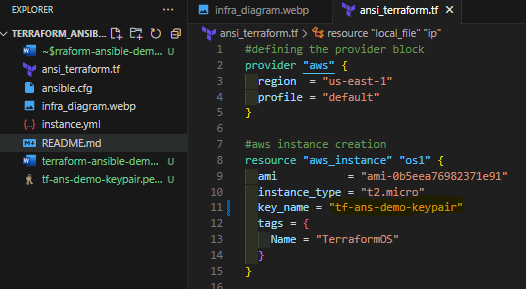 EXPLORER
TERRAFORM_ANSIB...
~$rraform-ansible-dem... U
ansi_terraform.tf
ansible.cfg
infra_diagram.webp
instance.yml
README.md
terraform-ansible-dem... U
tf-ans-demo-keypair.pe... U
infra_diagram.webp
ansi_terraform.tf
ansi_terraform.tf > resource "local_file" "ip"
1 #defining the provider block
2 provider "aws" {
3 region = "us-east-1"
4 profile = "default"
5 }
6
7 #aws instance creation
8 resource "aws_instance" "os1" {
9 ami = "ami-0b5eea76982371e91"
10 instance_type = "t2.micro"
11 key_name = "tf-ans-demo-keypair"
12 tags = {
13 Name = "TerraformOS"
14 }
15 }